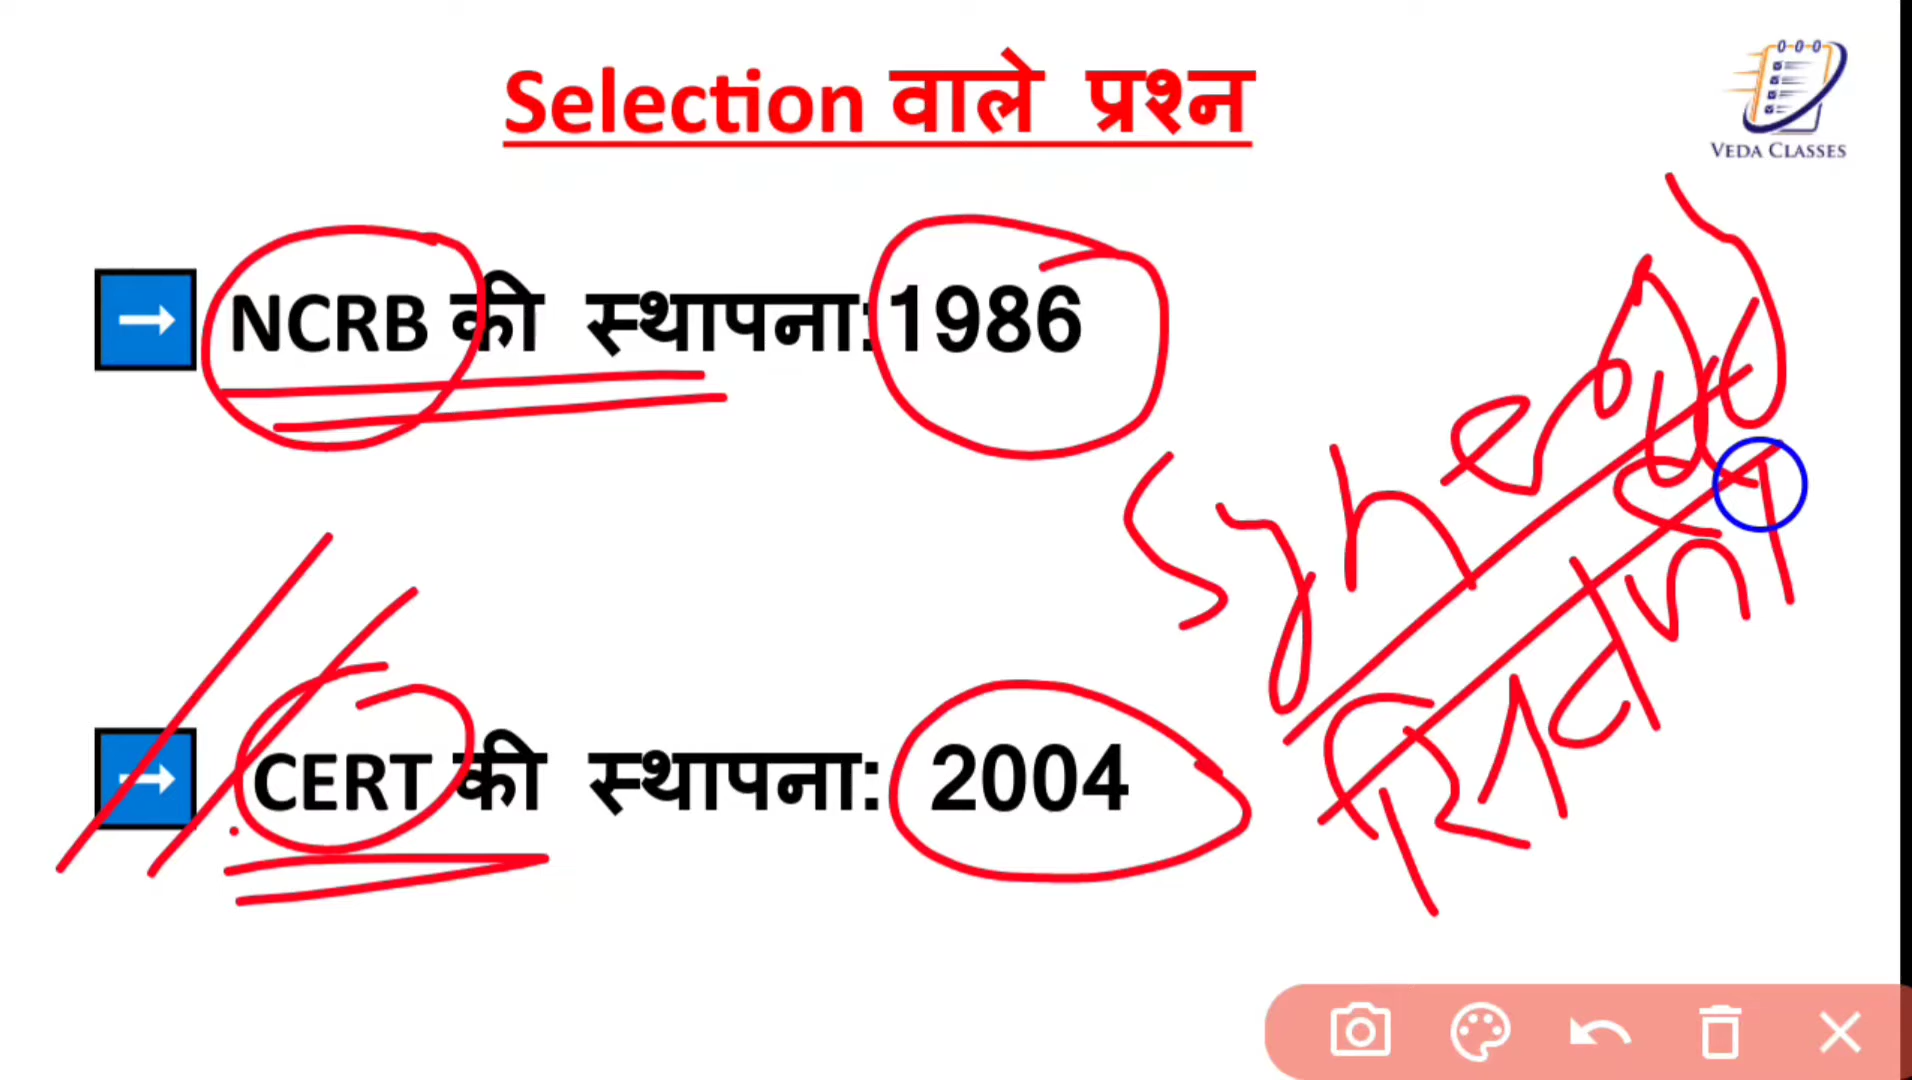 Selection वाले प्रश्न
VEDA CLASSES
NCRB की स्थापना:1986
CERT की स्थापना: 2004